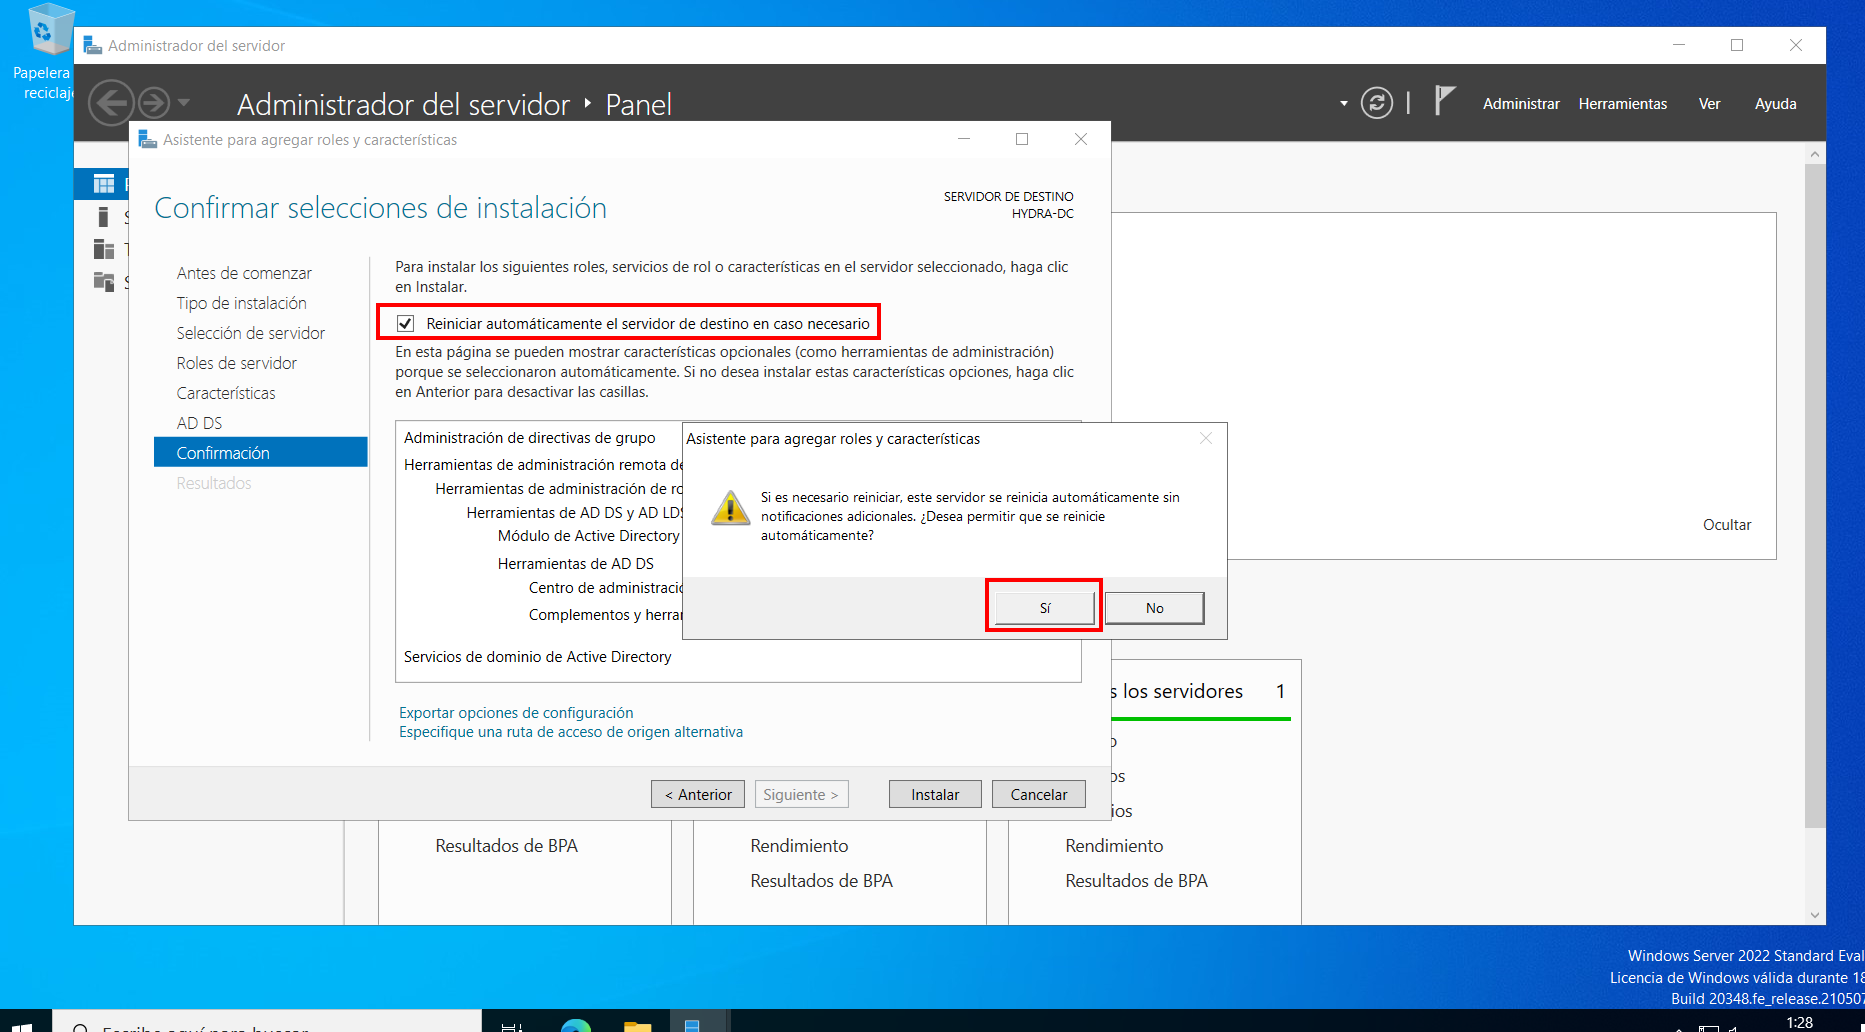 Papelera
reciclaje
Administrador del servidor
Administrador del servidor ‣ Panel
Administrar
Herramientas
Ver
Ayuda
Asistente para agregar roles y características
Confirmar selecciones de instalación
SERVIDOR DE DESTINO
HYDRA-DC
Antes de comenzar
Tipo de instalación
Selección de servidor
Roles de servidor
Características
AD DS
Confirmación
Resultados
Para instalar los siguientes roles, servicios de rol o características en el servidor seleccionado, haga clic
en Instalar.
Reiniciar automáticamente el servidor de destino en caso necesario
En esta página se pueden mostrar características opcionales (como herramientas de administración)
porque se seleccionaron automáticamente. Si no desea instalar estas características opciones, haga clic
en Anterior para desactivar las casillas.
Administración de directivas de grupo
Herramientas de administración remota de
Herramientas de administración de ro
Herramientas de AD DS y AD LDS
Módulo de Active Directory
Herramientas de AD DS
Centro de administració
Complementos y herra
Servicios de dominio de Active Directory
Exportar opciones de configuración
Especifique una ruta de acceso de origen alternativa
< Anterior
Siguiente >
Instalar
Cancelar
Asistente para agregar roles y características
Si es necesario reiniciar, este servidor se reinicia automáticamente sin
notificaciones adicionales. ¿Desea permitir que se reinicie
automáticamente?
Sí
No
Ocultar
s los servidores 1
Resultados de BPA
Rendimiento
Resultados de BPA
Rendimiento
Resultados de BPA
Windows Server 2022 Standard Eval
Licencia de Windows válida durante 18
Build 20348.fe_release.210507
Escribe aquí para buscar
1:28